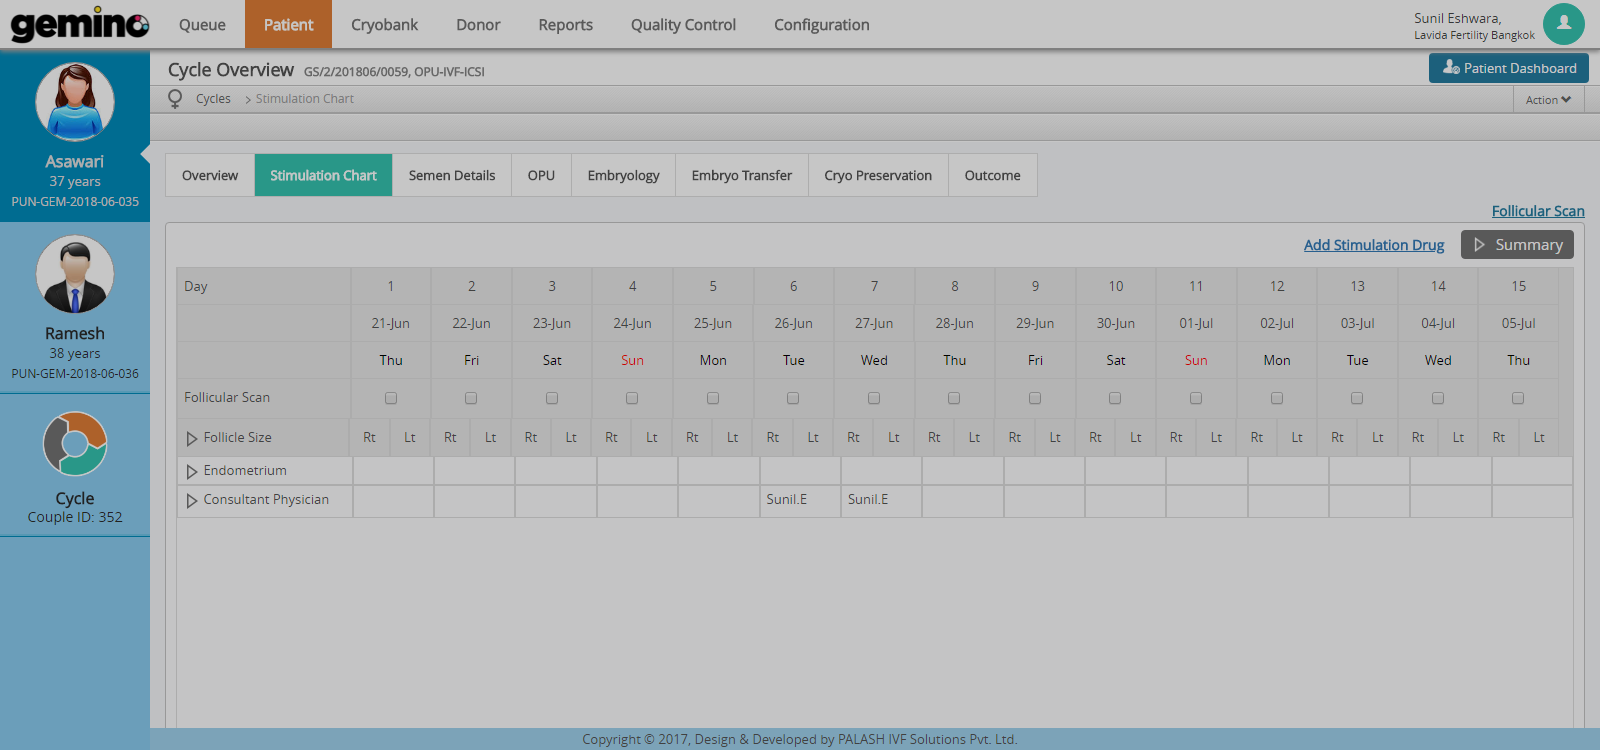 gemino Queue Patient Cryobank Donor Reports Quality Control Configuration
Sunil Eshwara,
Lavida Fertility Bangkok
Asawari
37 years
PUN-GEM-2018-06-035
Ramesh
38 years
PUN-GEM-2018-06-036
Cycle
Couple ID: 352
Cycle Overview GS/2/201806/0059, OPU-IVF-ICSI
Patient Dashboard
Cycles > Stimulation Chart
Action
Overview Stimulation Chart Semen Details OPU Embryology Embryo Transfer Cryo Preservation Outcome
Follicular Scan
Add Stimulation Drug Summary
Day 1 2 3 4 5 6 7 8 9 10 11 12 13 14 15
21-Jun 22-Jun 23-Jun 24-Jun 25-Jun 26-Jun 27-Jun 28-Jun 29-Jun 30-Jun 01-Jul 02-Jul 03-Jul 04-Jul 05-Jul
Thu Fri Sat Sun Mon Tue Wed Thu Fri Sat Sun Mon Tue Wed Thu
Follicular Scan
Follicle Size Rt Lt Rt Lt Rt Lt Rt Lt Rt Lt Rt Lt Rt Lt Rt Lt Rt Lt Rt Lt Rt Lt Rt Lt Rt Lt Rt Lt Rt Lt
Endometrium
Consultant Physician Sunil.E Sunil.E
Copyright © 2017, Design & Developed by PALASH IVF Solutions Pvt. Ltd.